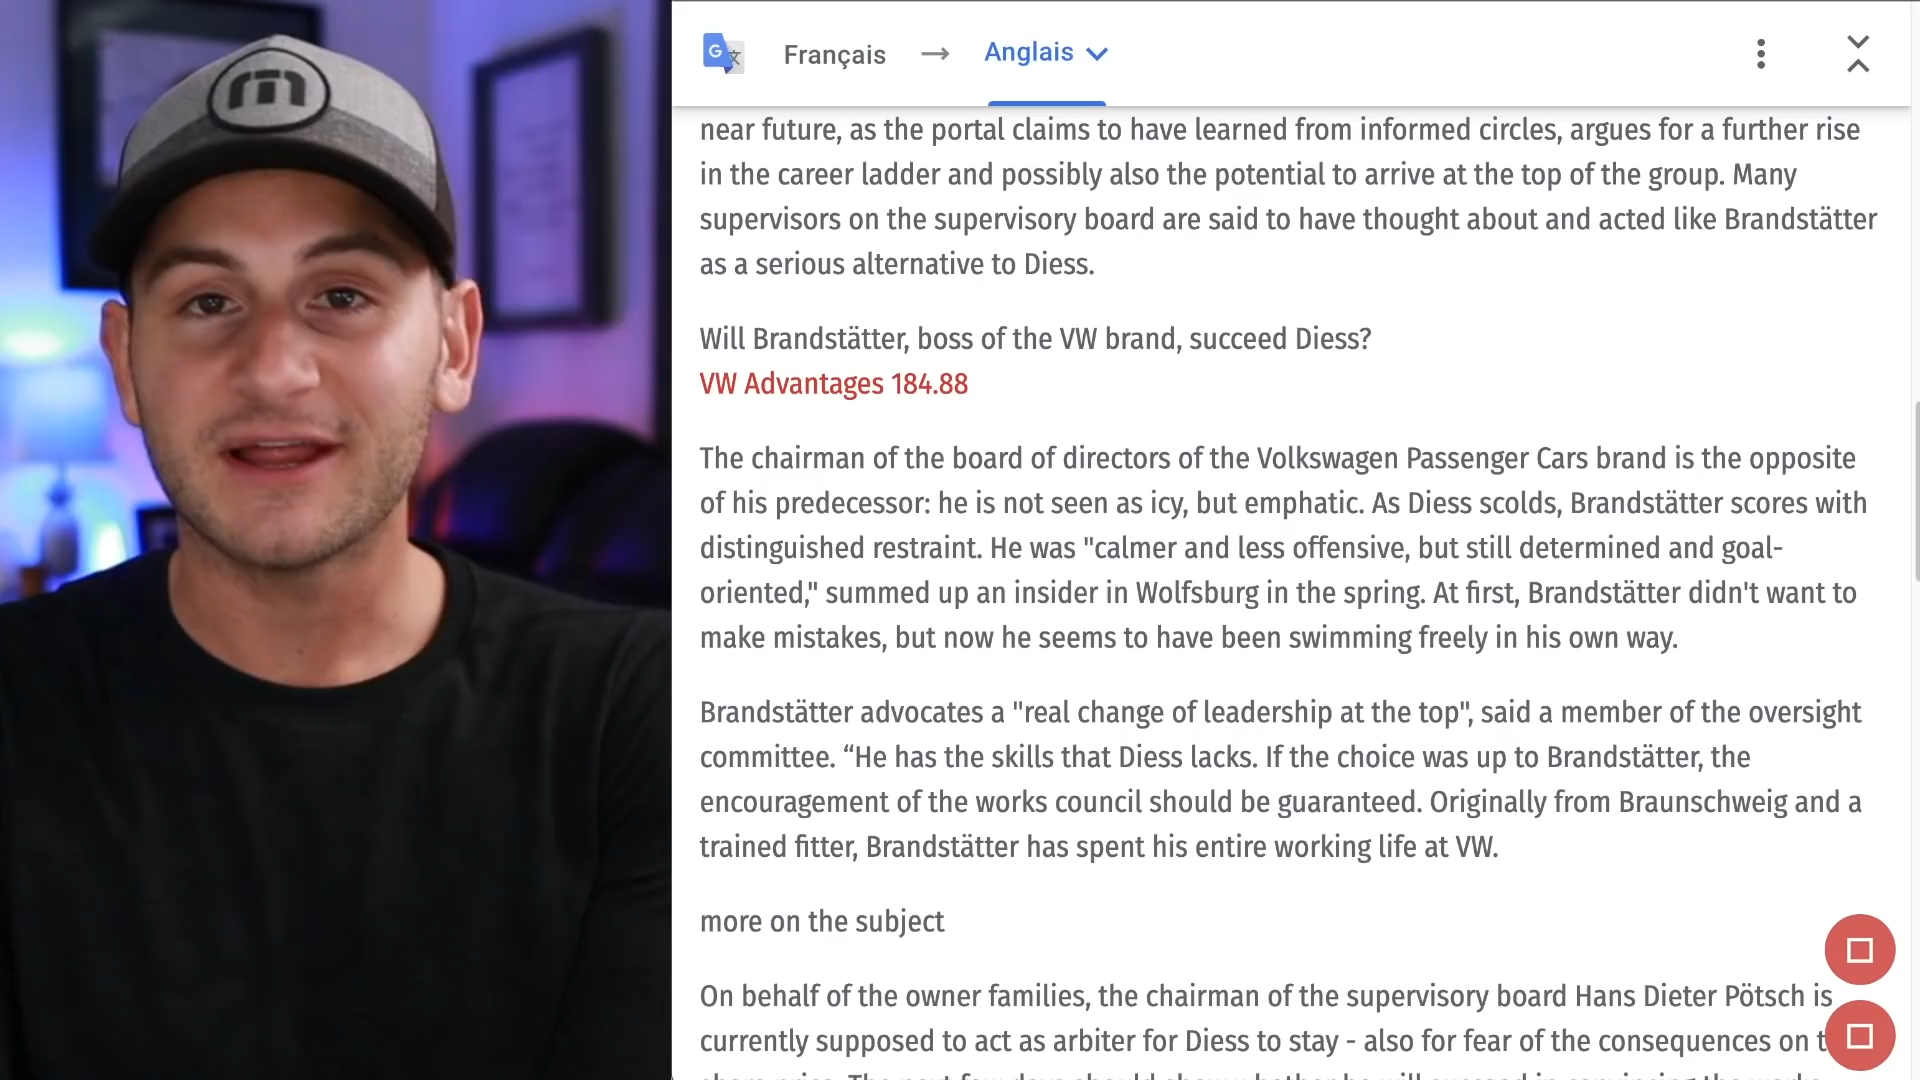 Français → Anglais
near future, as the portal claims to have learned from informed circles, argues for a further rise
in the career ladder and possibly also the potential to arrive at the top of the group. Many
supervisors on the supervisory board are said to have thought about and acted like Brandstätter
as a serious alternative to Diess.
Will Brandstätter, boss of the VW brand, succeed Diess?
VW Advantages 184.88
The chairman of the board of directors of the Volkswagen Passenger Cars brand is the opposite
of his predecessor: he is not seen as icy, but emphatic. As Diess scolds, Brandstätter scores with
distinguished restraint. He was "calmer and less offensive, but still determined and goal-
oriented," summed up an insider in Wolfsburg in the spring. At first, Brandstätter didn't want to
make mistakes, but now he seems to have been swimming freely in his own way.
Brandstätter advocates a "real change of leadership at the top", said a member of the oversight
committee. “He has the skills that Diess lacks. If the choice was up to Brandstätter, the
encouragement of the works council should be guaranteed. Originally from Braunschweig and a
trained fitter, Brandstätter has spent his entire working life at VW.
more on the subject
On behalf of the owner families, the chairman of the supervisory board Hans Dieter Pötsch is
currently supposed to act as arbiter for Diess to stay - also for fear of the consequences on